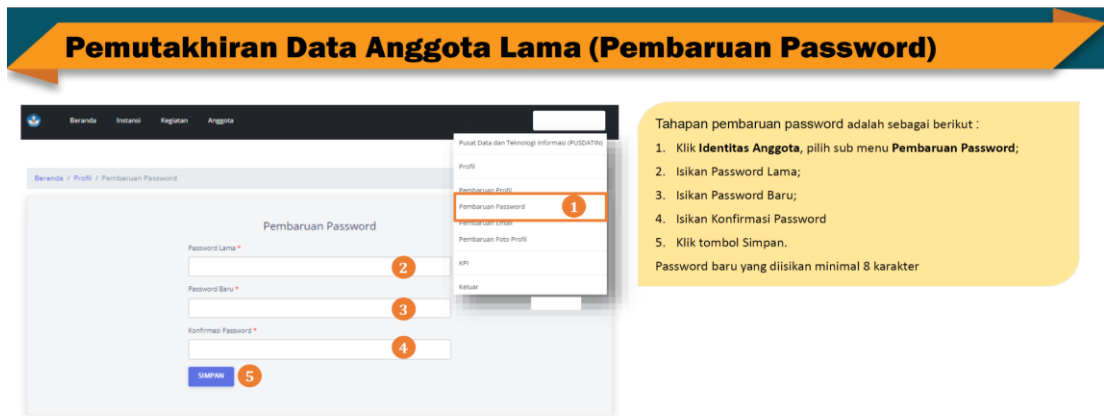 Pemutakhiran Data Anggota Lama (Pembaruan Password)
Beranda Instansi Kegiatan Anggota
Pusat Data dan Teknologi Informasi (PUSDATIN)
Profil
Pembaruan Profil
Pembaruan Password 1
Pembaruan Email
Pembaruan Foto Profil
KPI
Keluar
Beranda / Profil / Pembaruan Password
Pembaruan Password
Password Lama *
2
Password Baru *
3
Konfirmasi Password *
4
SIMPAN 5
Tahapan pembaruan password adalah sebagai berikut :
1. Klik Identitas Anggota, pilih sub menu Pembaruan Password;
2. Isikan Password Lama;
3. Isikan Password Baru;
4. Isikan Konfirmasi Password
5. Klik tombol Simpan.
Password baru yang diisikan minimal 8 karakter